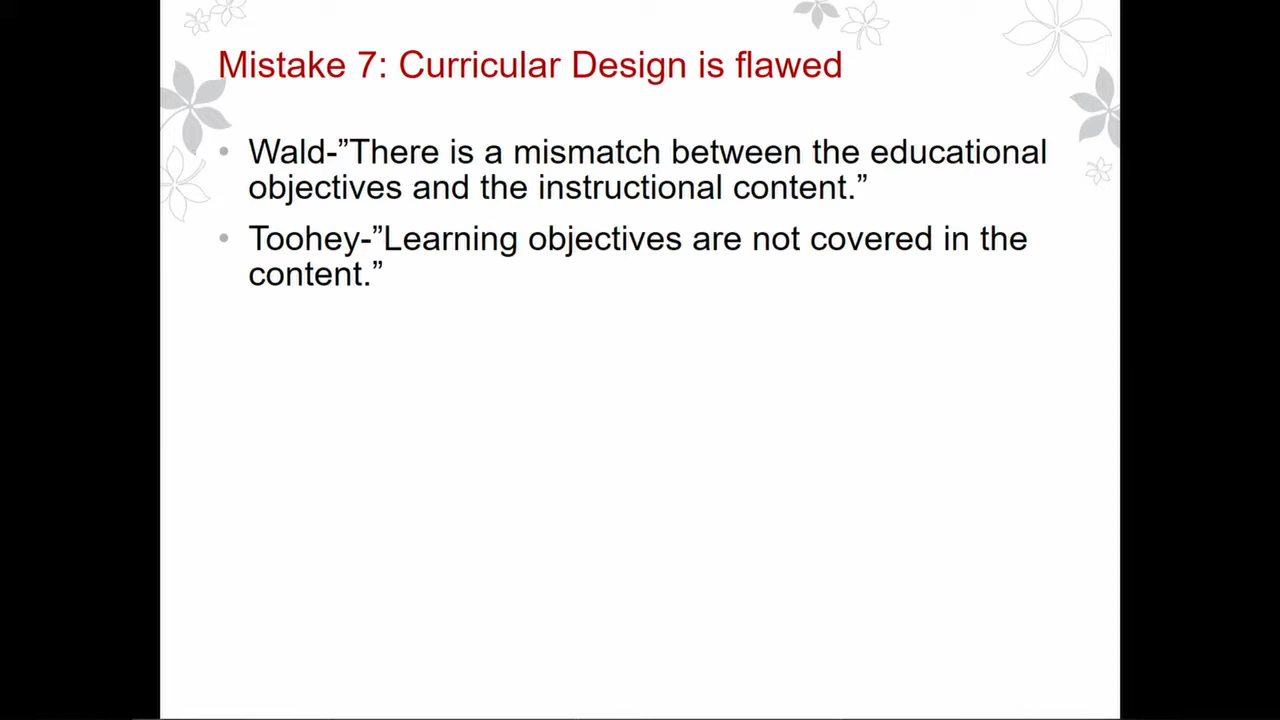 Mistake 7: Curricular Design is flawed
• Wald-”There is a mismatch between the educational
objectives and the instructional content.”
• Toohey-”Learning objectives are not covered in the
content.”